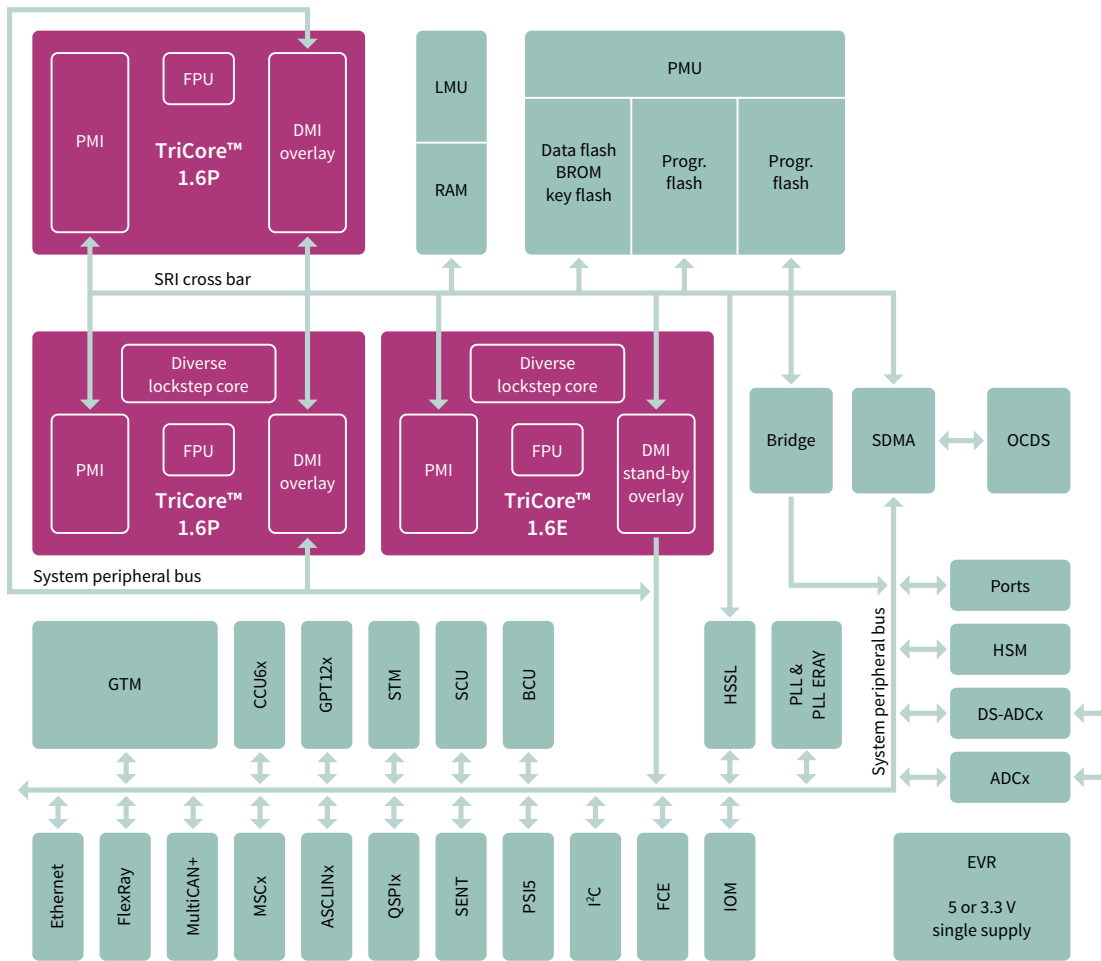 FPU
PMI
DMI
overlay
TriCore™
1.6P
LMU
RAM
PMU
Data flash
BROM
key flash
Progr.
flash
Progr.
flash
SRI cross bar
Diverse
lockstep core
PMI
FPU
DMI
overlay
TriCore™
1.6P
Diverse
lockstep core
PMI
FPU
DMI
stand-by
overlay
TriCore™
1.6E
Bridge
SDMA
OCDS
System peripheral bus
Ports
HSM
DS-ADCx
ADCx
System peripheral bus
GTM
CCU6x
GPT12x
STM
SCU
BCU
HSSL
PLL &
PLL ERAY
Ethernet
FlexRay
MultiCAN+
MSCx
ASCLINx
QSPIx
SENT
PSI5
I²C
FCE
IOM
EVR
5 or 3.3 V
single supply